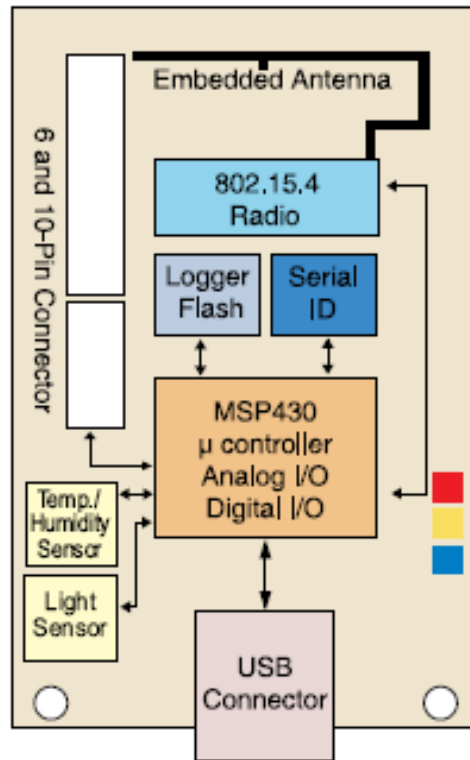 Embedded Antenna
6 and 10-Pin Connector
802.15.4
Radio
Logger
Flash
Serial
ID
MSP430
µ controller
Analog I/O
Digital I/O
Temp./
Humidity
Sensor
Light
Sensor
USB
Connector